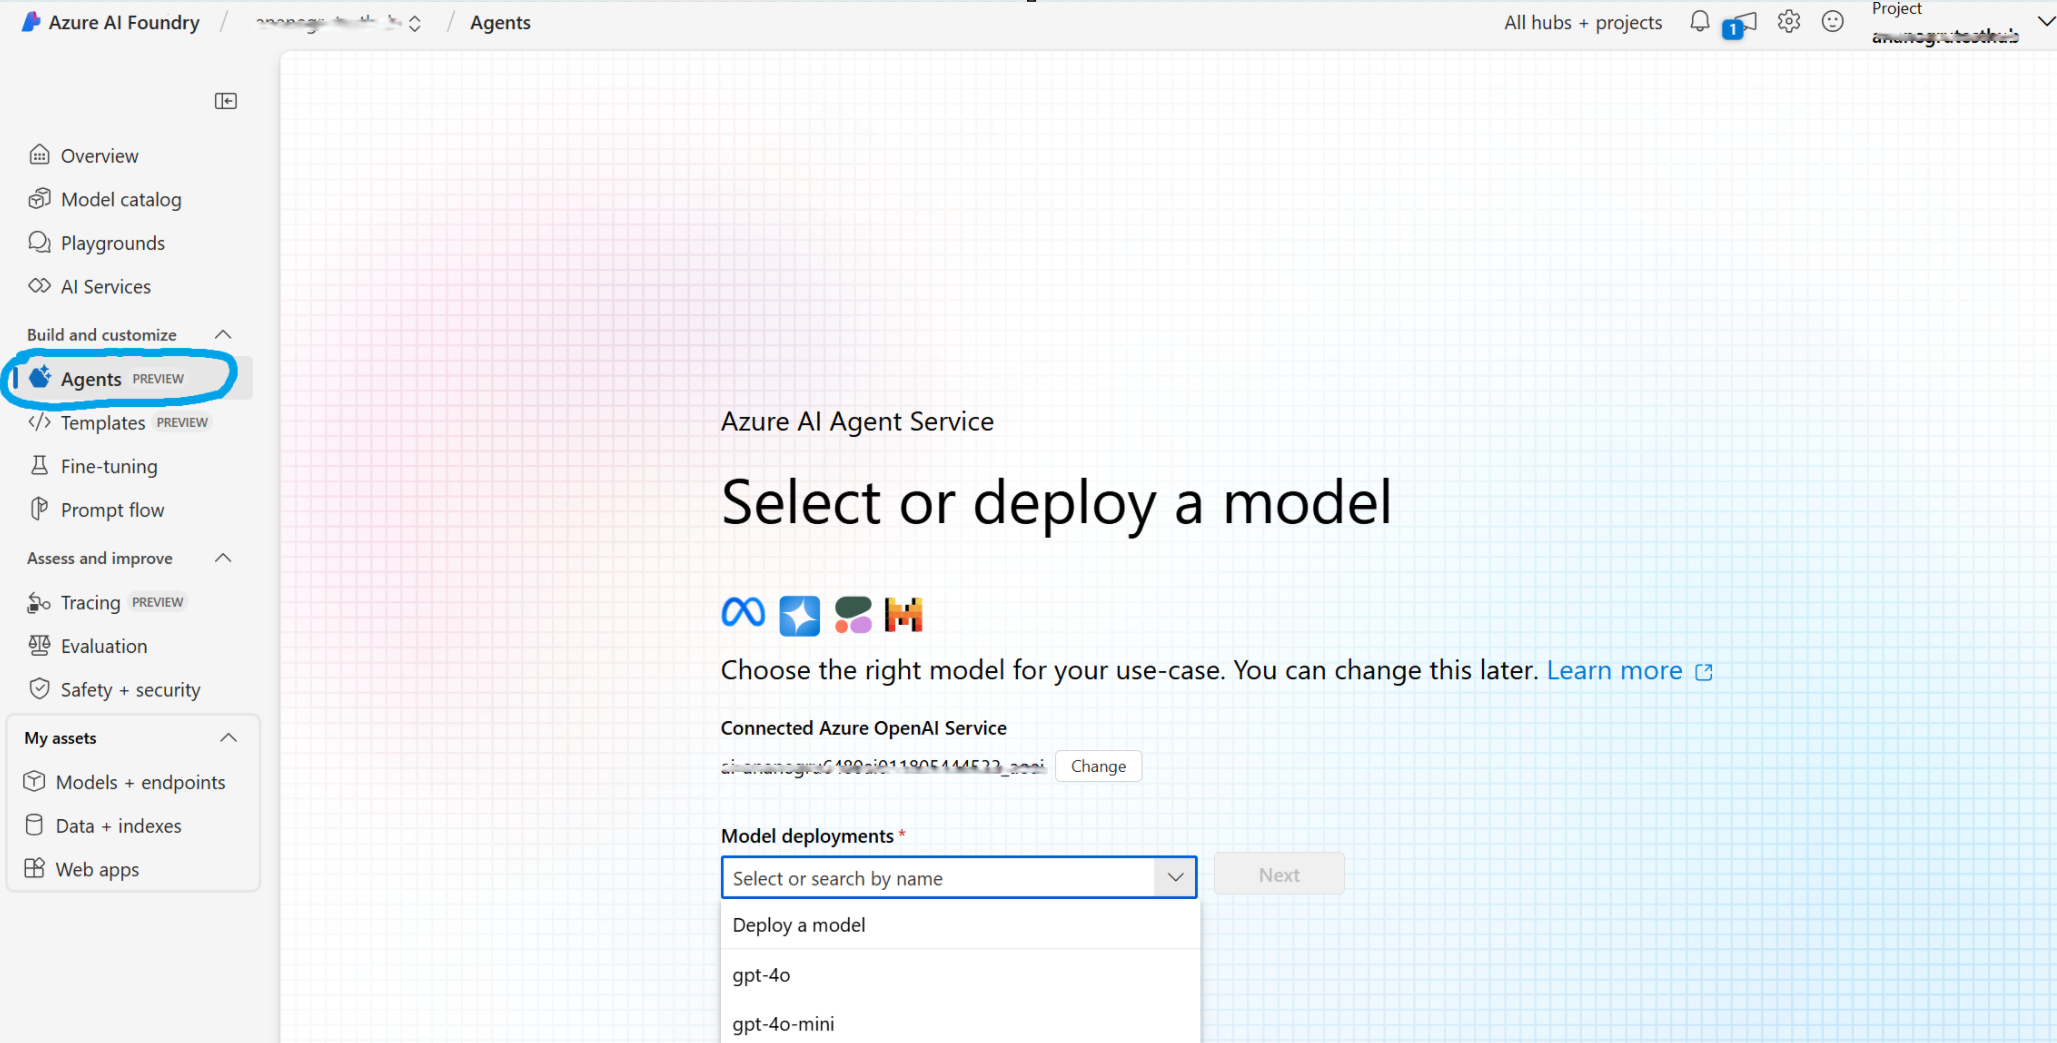 Azure AI Foundry / / Agents
All hubs + projects
1
Project
Overview
Model catalog
Playgrounds
AI Services
Build and customize
Agents PREVIEW
Templates PREVIEW
Fine-tuning
Prompt flow
Assess and improve
Tracing PREVIEW
Evaluation
Safety + security
My assets
Models + endpoints
Data + indexes
Web apps
Azure AI Agent Service
Select or deploy a model
Choose the right model for your use-case. You can change this later. Learn more
Connected Azure OpenAI Service
Change
Model deployments *
Select or search by name
Next
Deploy a model
gpt-4o
gpt-4o-mini